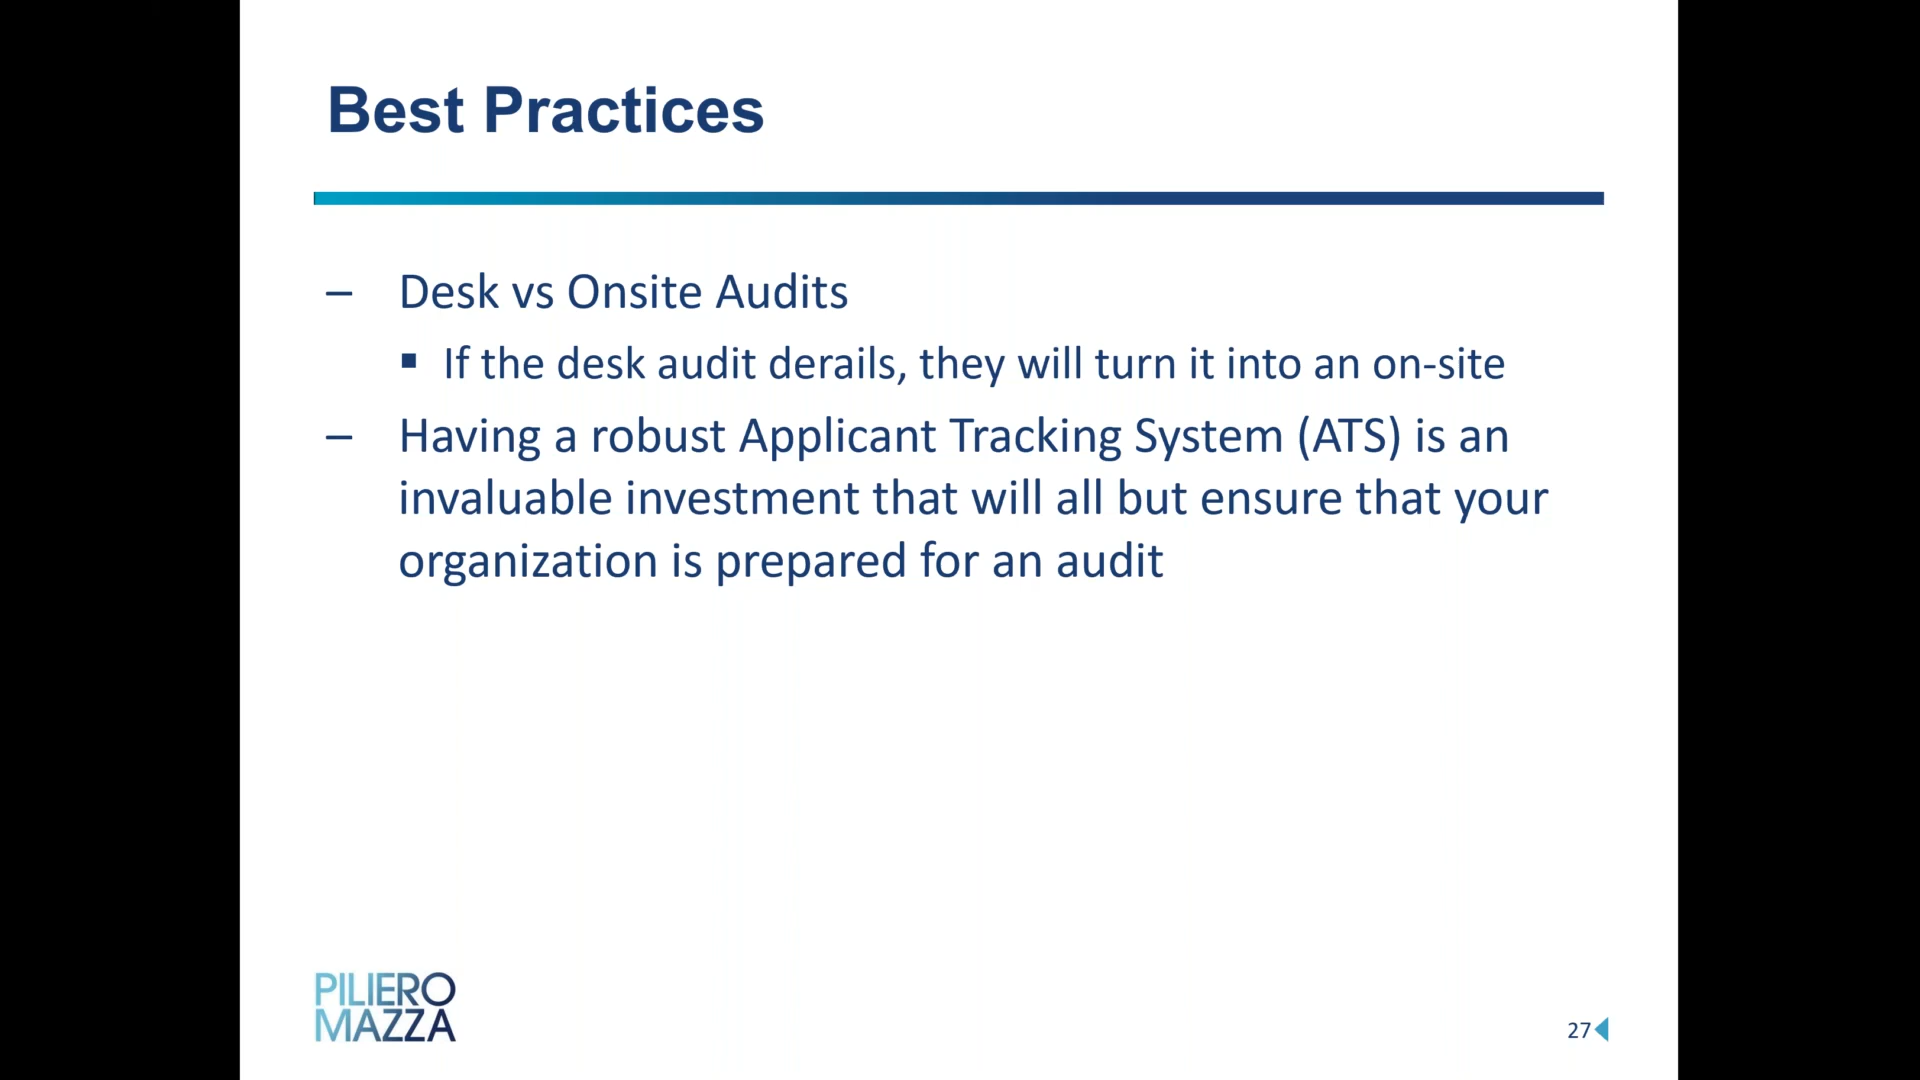 Best Practices
– Desk vs Onsite Audits
▪ If the desk audit derails, they will turn it into an on-site
– Having a robust Applicant Tracking System (ATS) is an
invaluable investment that will all but ensure that your
organization is prepared for an audit
PILIERO
MAZZA
27